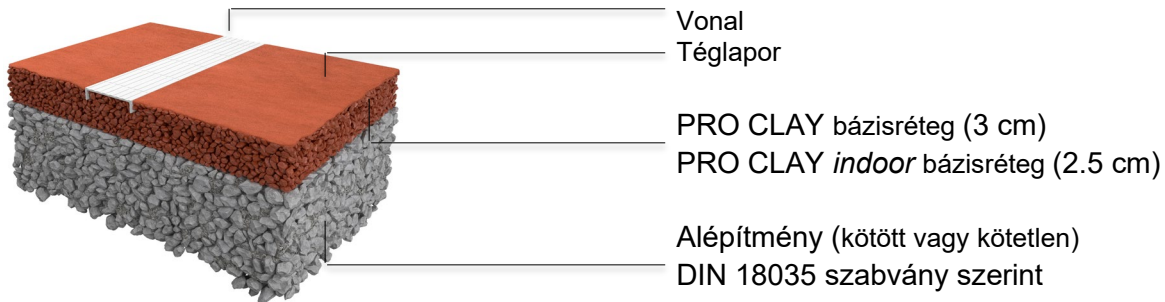 Vonal
Téglapor
PRO CLAY bázisréteg (3 cm)
PRO CLAY indoor bázisréteg (2.5 cm)
Alépítmény (kötött vagy kötetlen)
DIN 18035 szabvány szerint